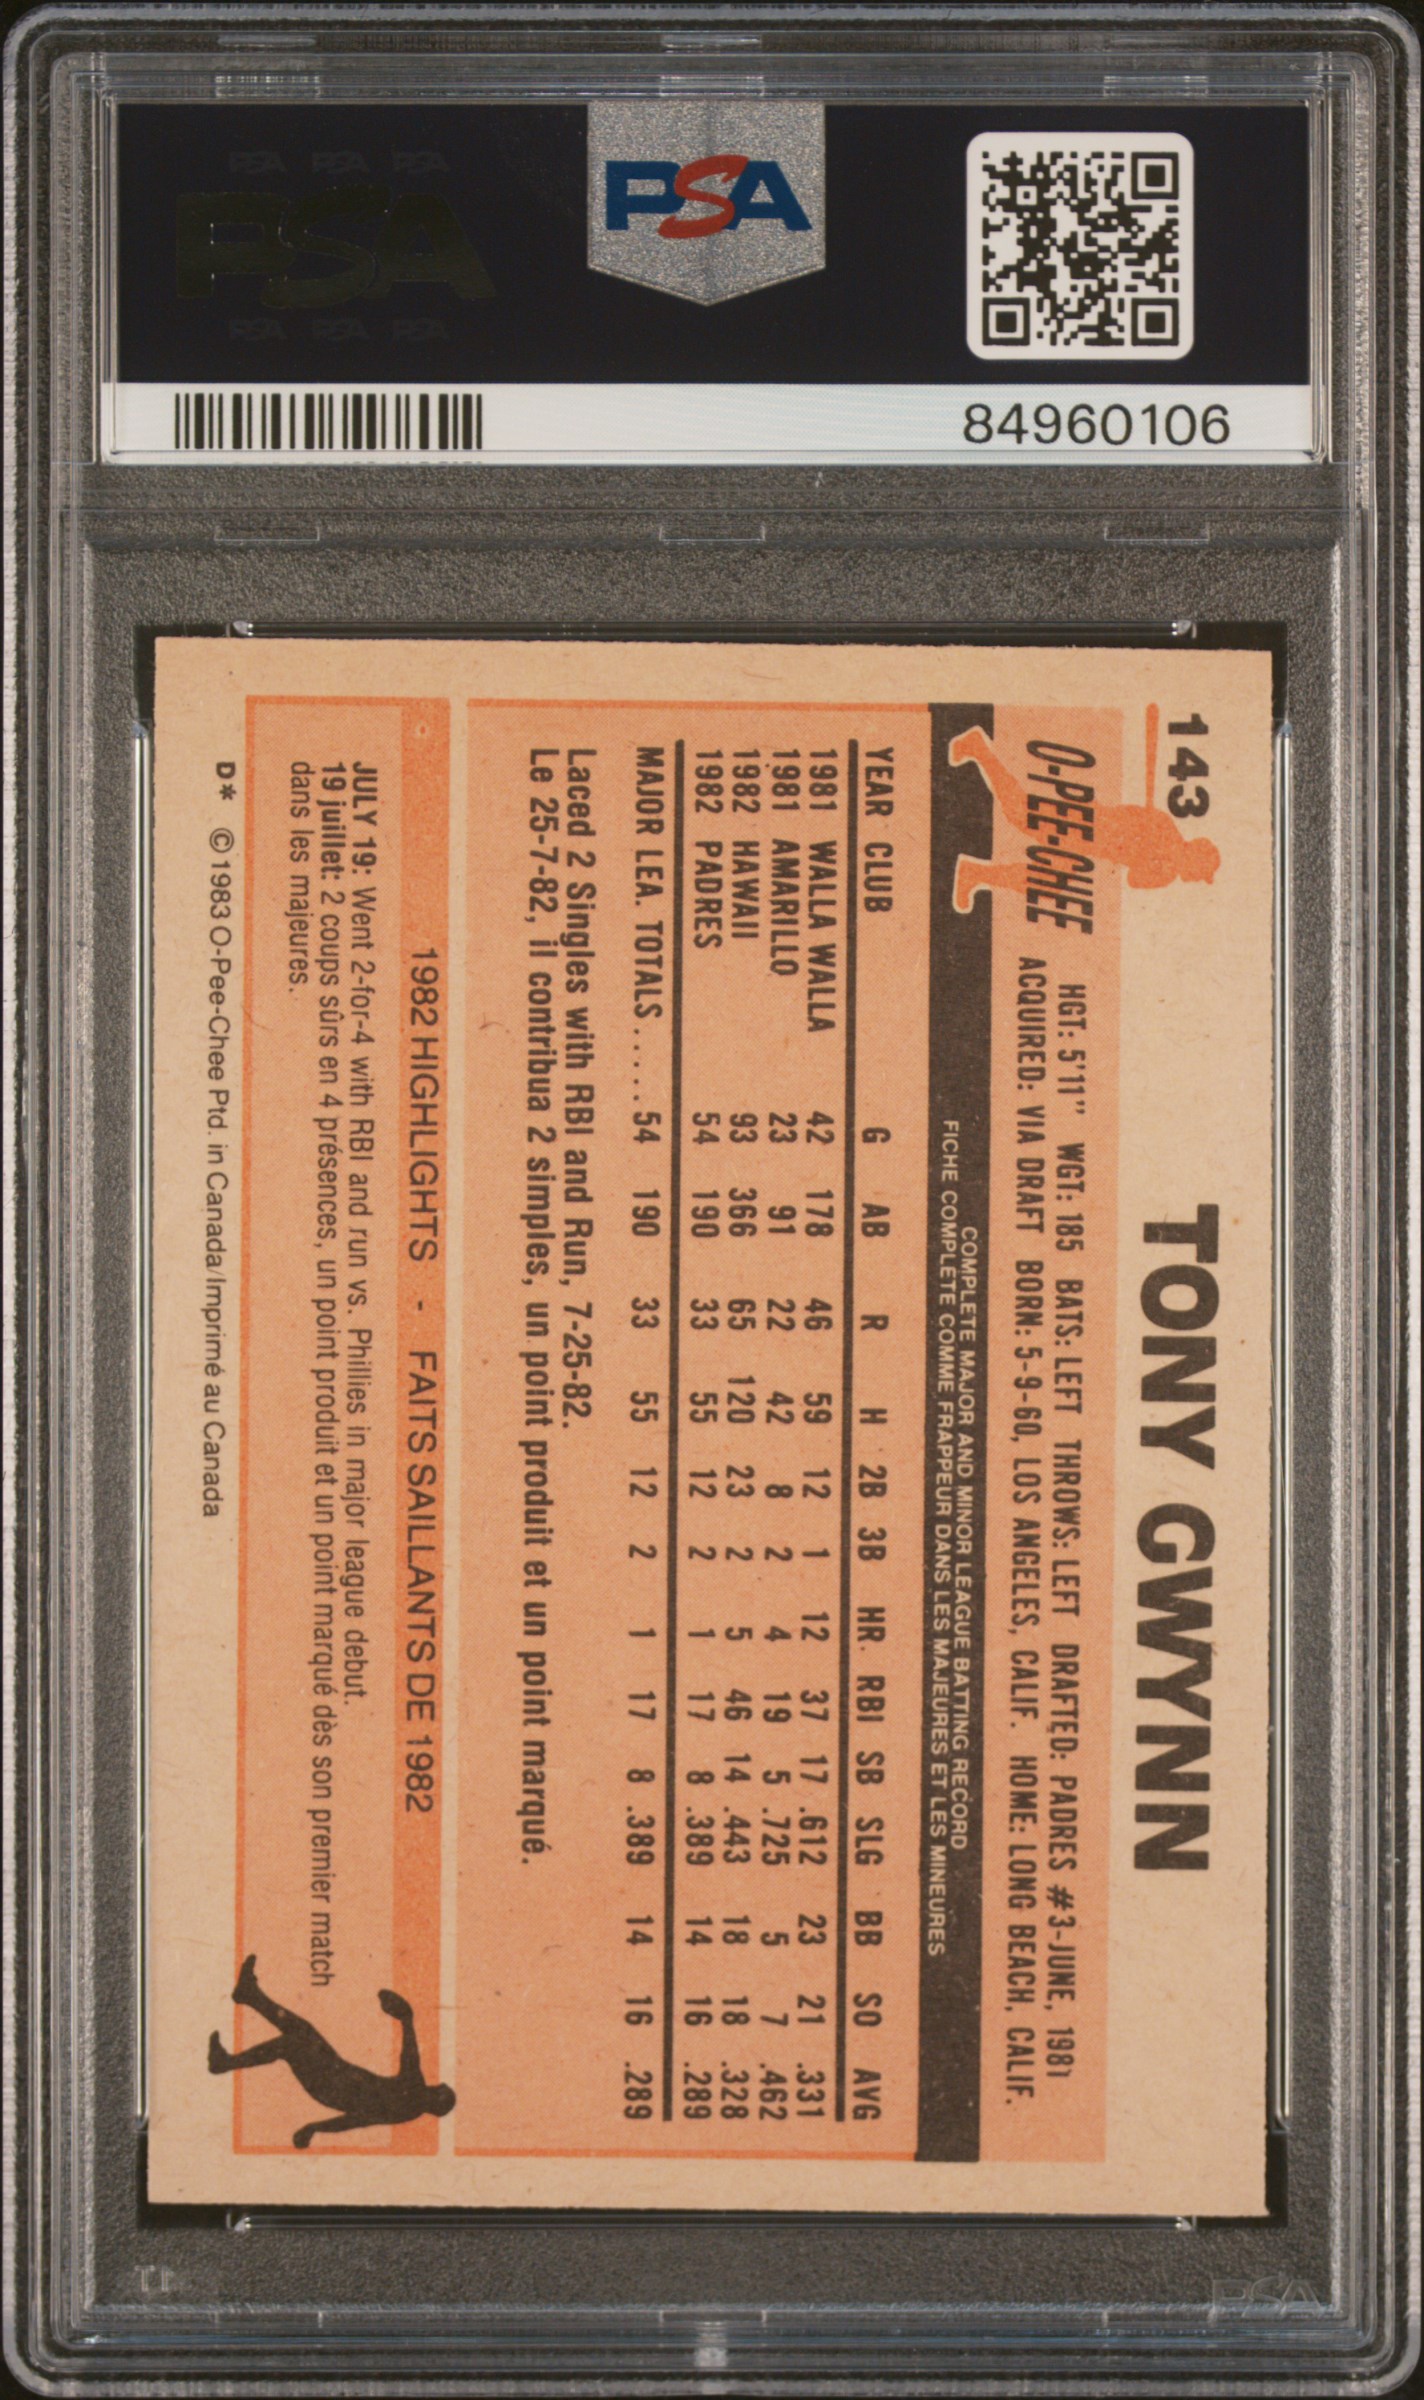 PSA PSA PSA
PSA
PSA PSA PSA
PSA
84960106
143
TONY GWYNN
O-PEE-CHEE
HGT: 5'11" WGT: 185 BATS: LEFT THROWS: LEFT DRAFTED: PADRES #3-JUNE, 1981
ACQUIRED: VIA DRAFT BORN: 5-9-60, LOS ANGELES, CALIF. HOME: LONG BEACH, CALIF.
COMPLETE MAJOR AND MINOR LEAGUE BATTING RECORD
FICHE COMPLÈTE COMME FRAPPEUR DANS LES MAJEURES ET LES MINEURES
YEAR CLUB G AB R H 2B 3B HR. RBI SB SLG BB SO AVG
1981 WALLA WALLA 42 178 46 59 12 1 12 37 17 .612 23 21 .331
1981 AMARILLO 23 91 22 42 8 2 4 19 5 .725 5 7 .462
1982 HAWAII 93 366 65 120 23 2 5 46 14 .443 18 18 .328
1982 PADRES 54 190 33 55 12 2 1 17 8 .389 14 16 .289
MAJOR LEA. TOTALS.... 54 190 33 55 12 2 1 17 8 .389 14 16 .289
Laced 2 Singles with RBI and Run, 7-25-82.
Le 25-7-82, il contribua 2 simples, un point produit et un point marqué.
1982 HIGHLIGHTS - FAITS SAILLANTS DE 1982
JULY 19: Went 2-for-4 with RBI and run vs. Phillies in major league debut.
19 juillet: 2 coups sûrs en 4 présences, un point produit et un point marqué dès son premier match
dans les majeures.
D* © 1983 O-Pee-Chee Ptd. in Canada/Imprimé au Canada
PSA